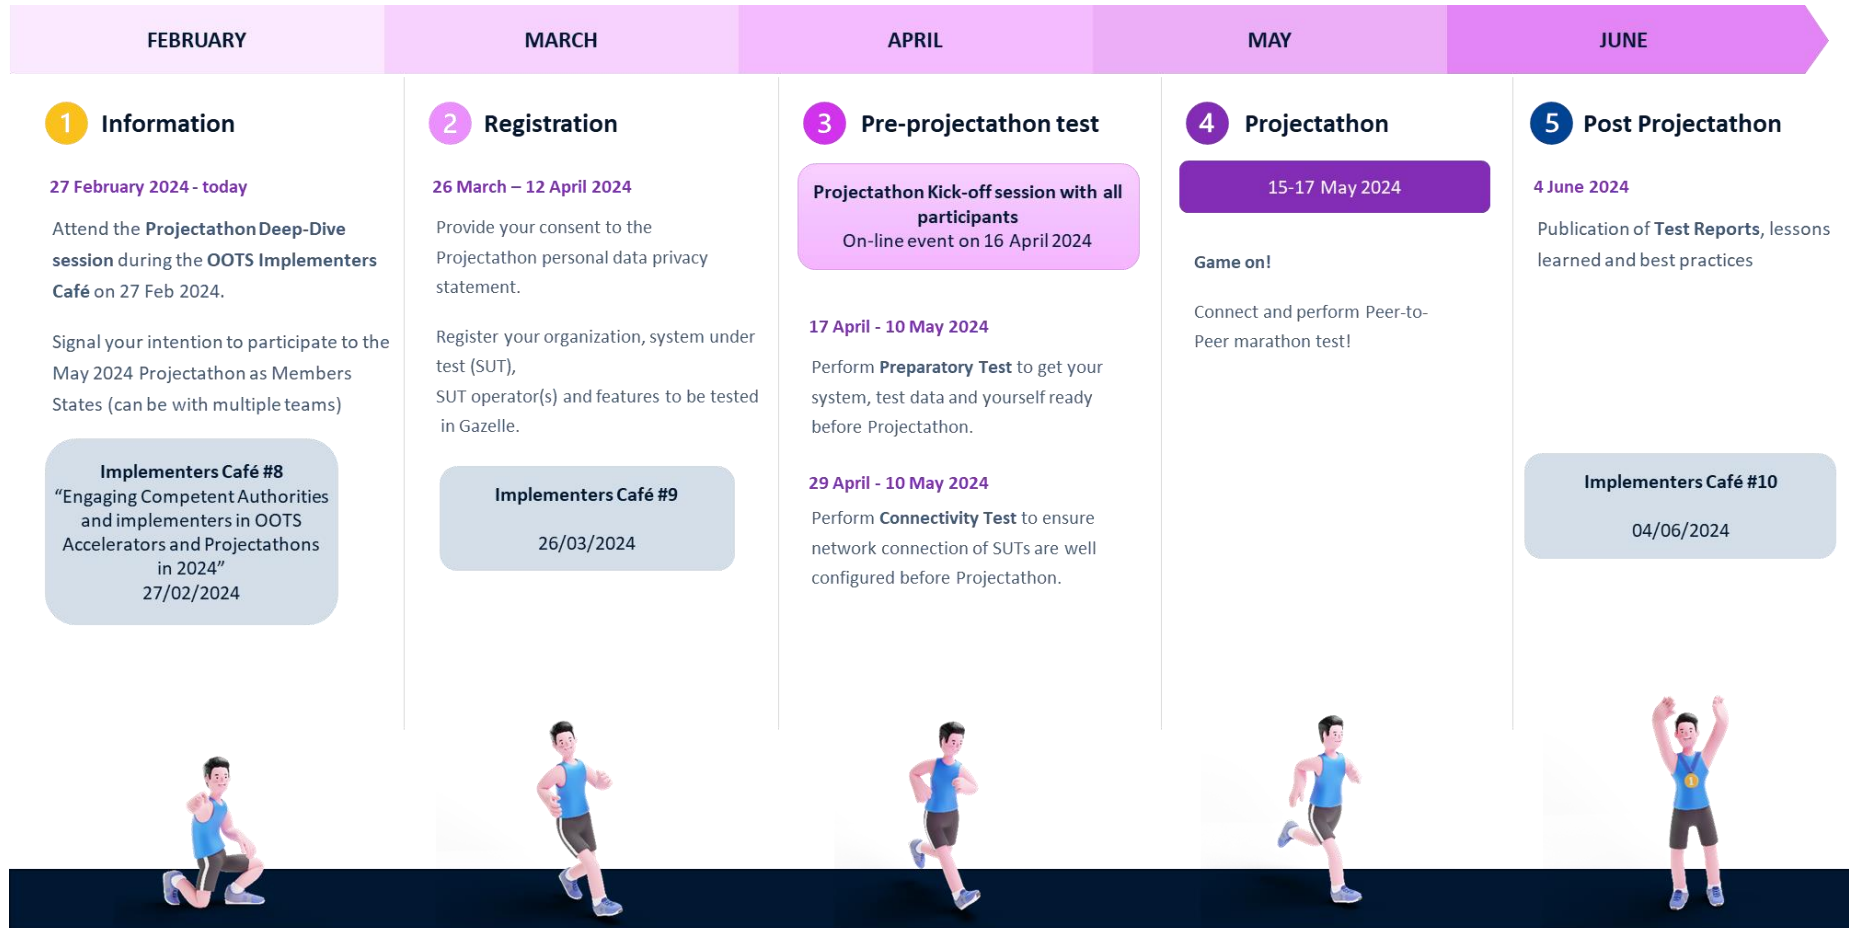 FEBRUARY
MARCH
APRIL
MAY
JUNE
1 Information
27 February 2024 - today
Attend the Projectathon Deep-Dive
session during the OOTS Implementers
Café on 27 Feb 2024.
Signal your intention to participate to the
May 2024 Projectathon as Members
States (can be with multiple teams)
Implementers Café #8
“Engaging Competent Authorities
and implementers in OOTS
Accelerators and Projectathons
in 2024”
27/02/2024
2 Registration
26 March – 12 April 2024
Provide your consent to the
Projectathon personal data privacy
statement.
Register your organization, system under
test (SUT),
SUT operator(s) and features to be tested
in Gazelle.
Implementers Café #9
26/03/2024
3 Pre-projectathon test
Projectathon Kick-off session with all
participants
On-line event on 16 April 2024
17 April - 10 May 2024
Perform Preparatory Test to get your
system, test data and yourself ready
before Projectathon.
29 April - 10 May 2024
Perform Connectivity Test to ensure
network connection of SUTs are well
configured before Projectathon.
4 Projectathon
15-17 May 2024
Game on!
Connect and perform Peer-to-
Peer marathon test!
5 Post Projectathon
4 June 2024
Publication of Test Reports, lessons
learned and best practices
Implementers Café #10
04/06/2024
1